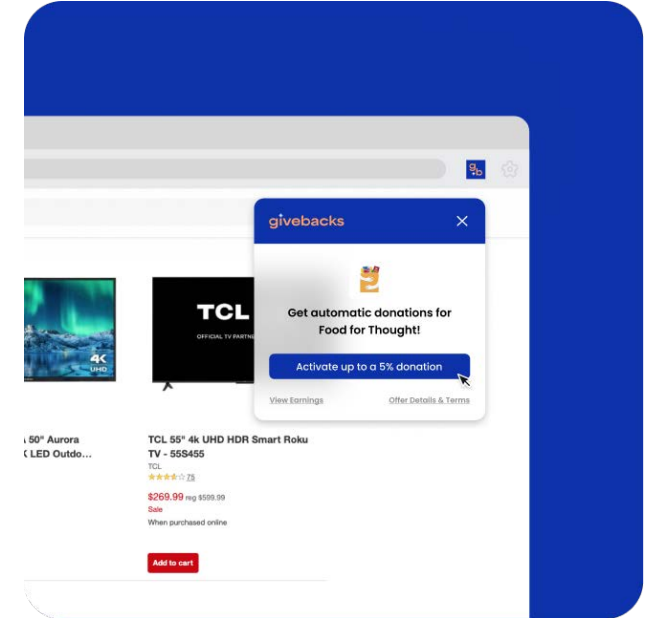 g
b
givebacks
Get automatic donations for
Food for Thought!
Activate up to a 5% donation
View Earnings
Offer Details & Terms
4K
UHD
TCL
OFFICIAL TV PARTNE
A 50" Aurora
LED Outdo...
TCL 55" 4k UHD HDR Smart Roku
TV - 55S455
TCL
75
$269.99 reg $599.99
Sale
When purchased online
Add to cart